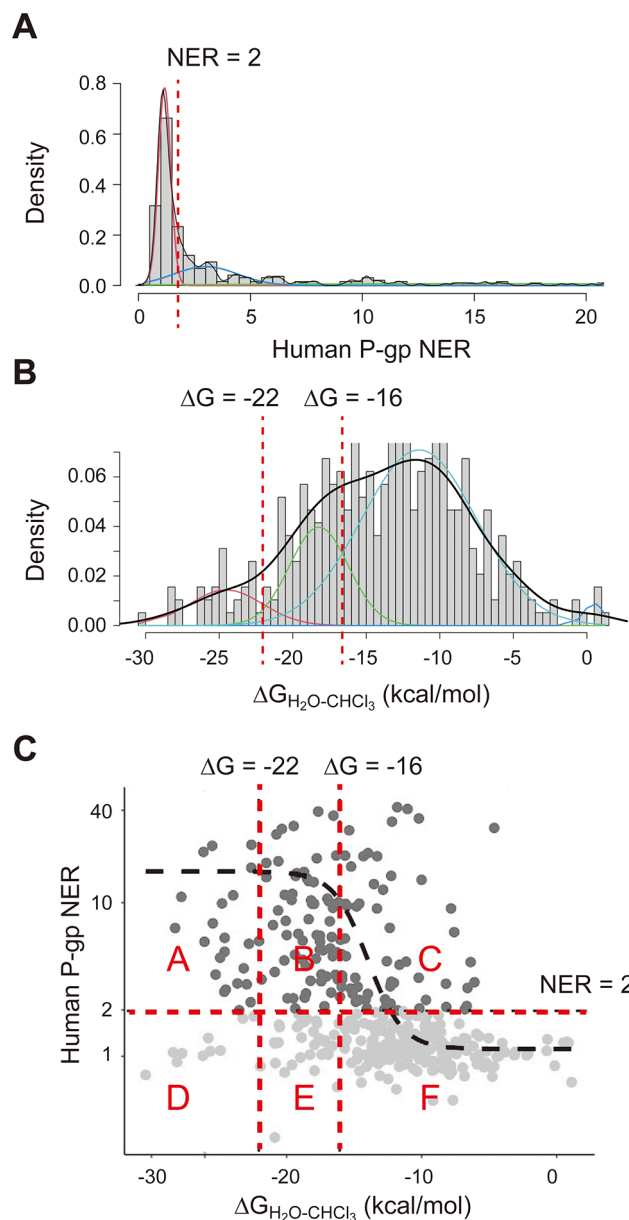 A
NER = 2
0.8
0.6
0.4
0.2
0.0
Density
0 5 10 15 20
Human P-gp NER
B
ΔG = -22 ΔG = -16
0.06
0.04
0.02
0.00
Density
-30 -25 -20 -15 -10 -5 0
ΔG_H₂O-CHCl₃ (kcal/mol)
C
ΔG = -22 ΔG = -16
40
10
2
1
Human P-gp NER
A B C
NER = 2
D E F
-30 -20 -10 0
ΔG_H₂O-CHCl₃ (kcal/mol)